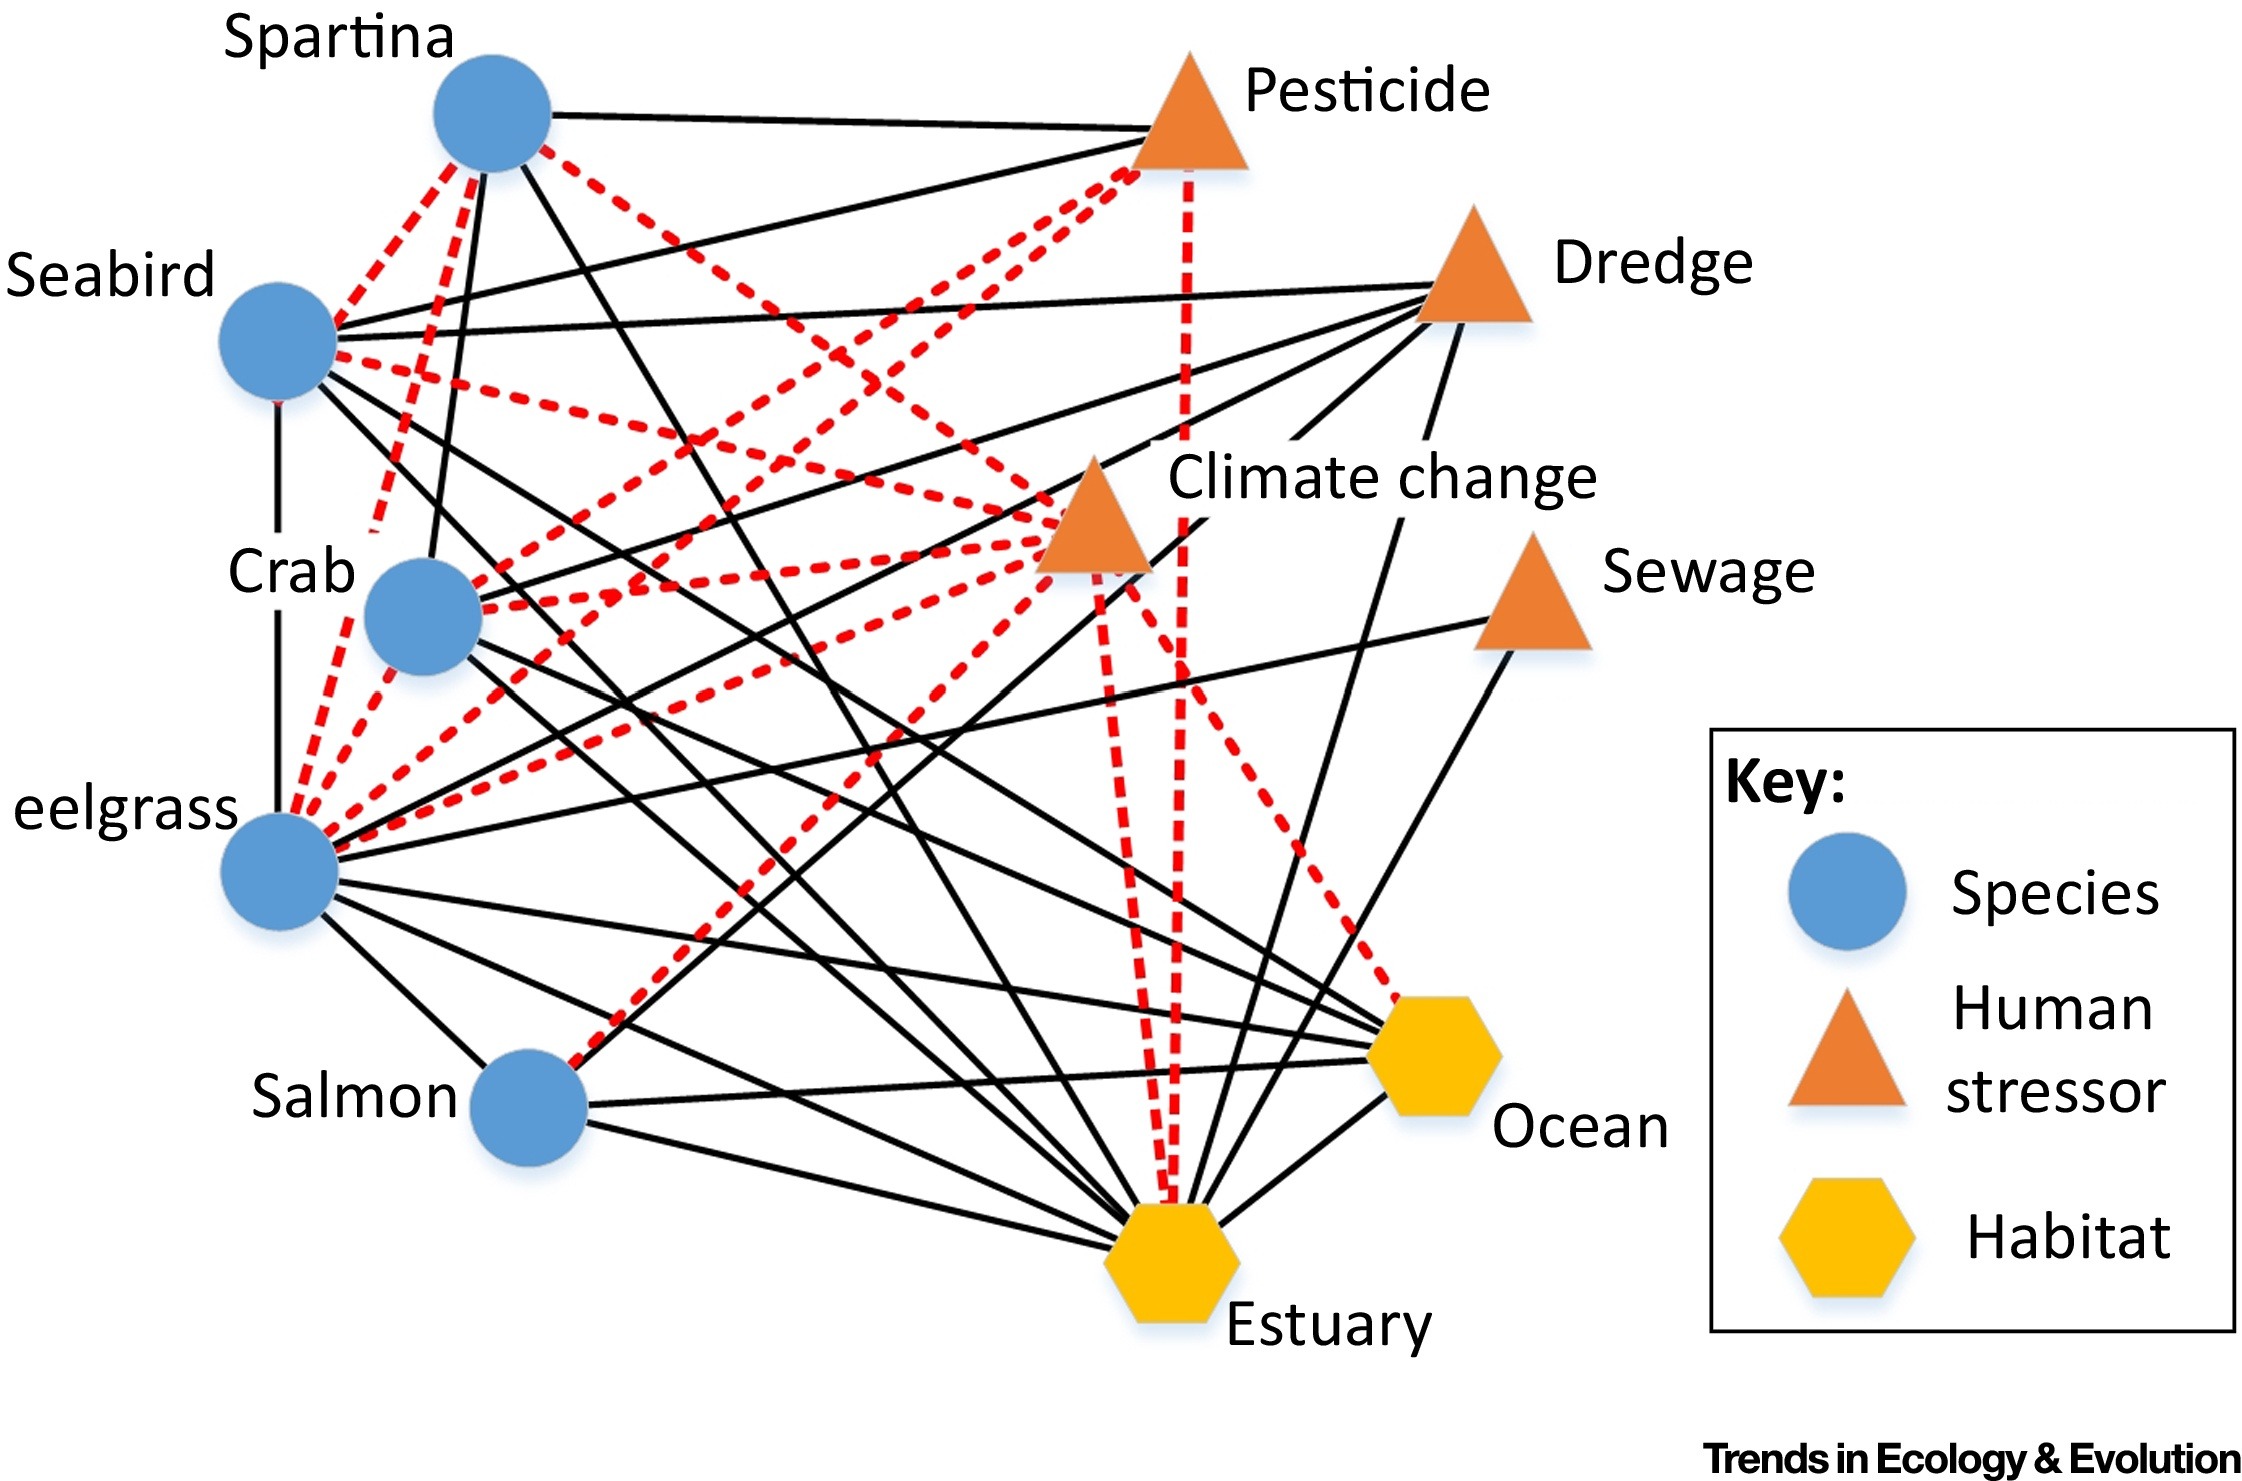 Spartina
Pesticide
Seabird
Dredge
Climate change
Crab
Sewage
eelgrass
Salmon
Ocean
Estuary
Key:
Species
Human
stressor
Habitat
Trends in Ecology & Evolution